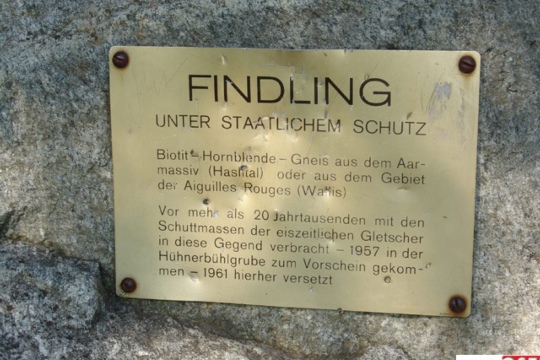 FINDLING
UNTER STAATLICHEM SCHUTZ
Biotit-Hornblende-Gneis aus dem Aar-
massiv (Haslital) oder aus dem Gebiet
der Aiguilles Rouges (Wallis)
Vor mehr als 20 Jahrtausenden mit den
Schuttmassen der eiszeitlichen Gletscher
in diese Gegend verbracht – 1957 in der
Hühnerbühlgrube zum Vorschein gekom-
men – 1961 hierher versetzt